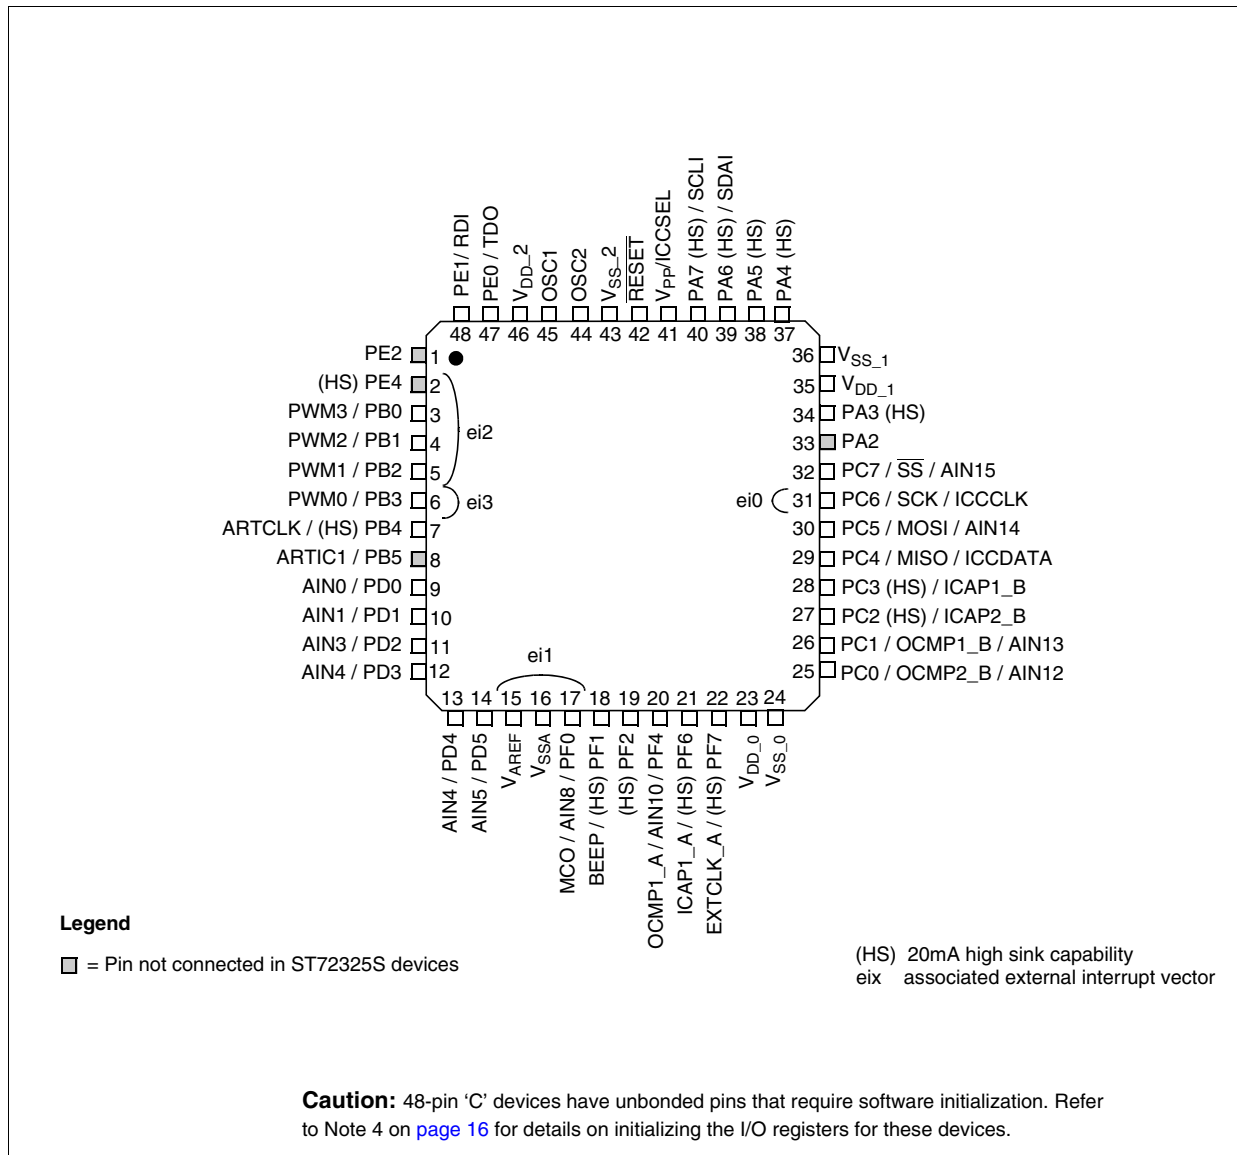 PE1/ RDI
PE0 / TDO
VDD_2
OSC1
OSC2
VSS_2
RESET
VPP/ICCSEL
PA7 (HS) / SCLI
PA6 (HS) / SDAI
PA5 (HS)
PA4 (HS)
48 47 46 45 44 43 42 41 40 39 38 37
PE2 1
(HS) PE4 2
PWM3 / PB0 3
PWM2 / PB1 4
PWM1 / PB2 5
PWM0 / PB3 6
ARTCLK / (HS) PB4 7
ARTIC1 / PB5 8
AIN0 / PD0 9
AIN1 / PD1 10
AIN3 / PD2 11
AIN4 / PD3 12
ei2
ei3
ei0
ei1
36 VSS_1
35 VDD_1
34 PA3 (HS)
33 PA2
32 PC7 / SS / AIN15
31 PC6 / SCK / ICCCLK
30 PC5 / MOSI / AIN14
29 PC4 / MISO / ICCDATA
28 PC3 (HS) / ICAP1_B
27 PC2 (HS) / ICAP2_B
26 PC1 / OCMP1_B / AIN13
25 PC0 / OCMP2_B / AIN12
13 14 15 16 17 18 19 20 21 22 23 24
AIN4 / PD4
AIN5 / PD5
VAREF
VSSA
MCO / AIN8 / PF0
BEEP / (HS) PF1
(HS) PF2
OCMP1_A / AIN10 / PF4
ICAP1_A / (HS) PF6
EXTCLK_A / (HS) PF7
VDD_0
VSS_0
Legend
= Pin not connected in ST72325S devices
(HS) 20mA high sink capability
eix associated external interrupt vector
Caution: 48-pin ‘C’ devices have unbonded pins that require software initialization. Refer
to Note 4 on page 16 for details on initializing the I/O registers for these devices.